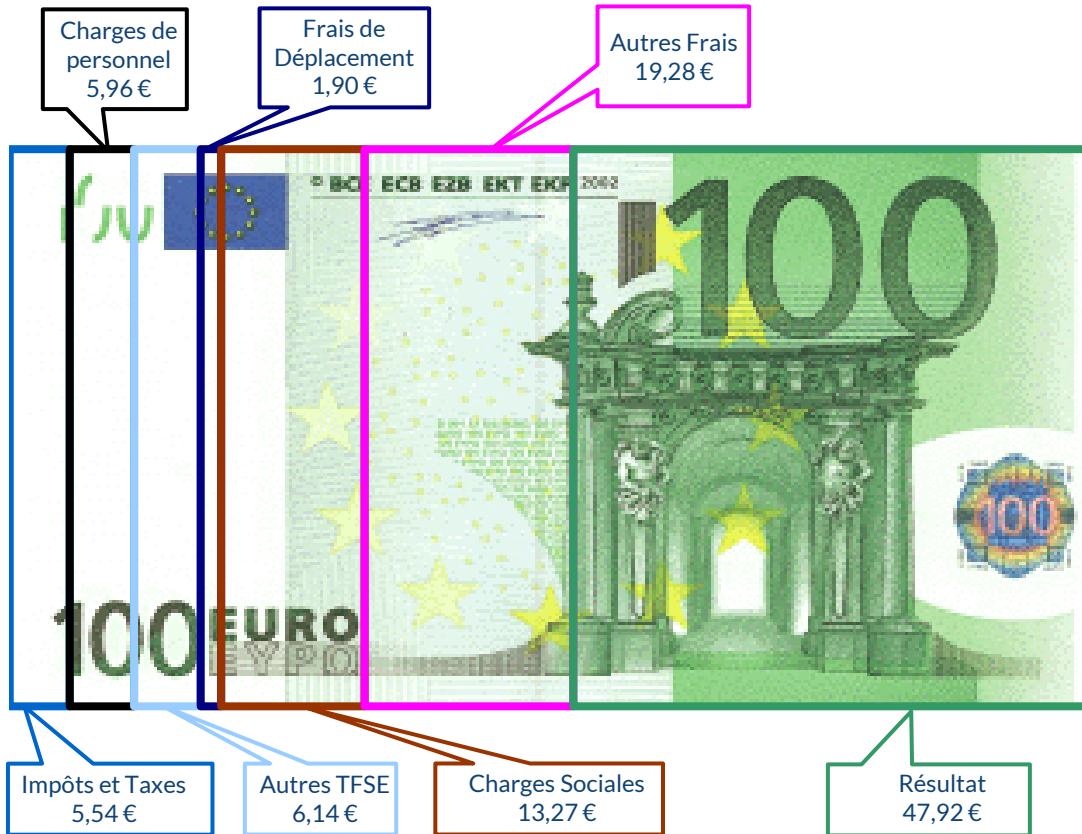 Charges de
personnel
5,96 €
Frais de
Déplacement
1,90 €
Autres Frais
19,28 €
BCE ECB EZB EKT EKP 2002
100
100
100 EURO
ΕΥΡΩ
Impôts et Taxes
5,54 €
Autres TFSE
6,14 €
Charges Sociales
13,27 €
Résultat
47,92 €